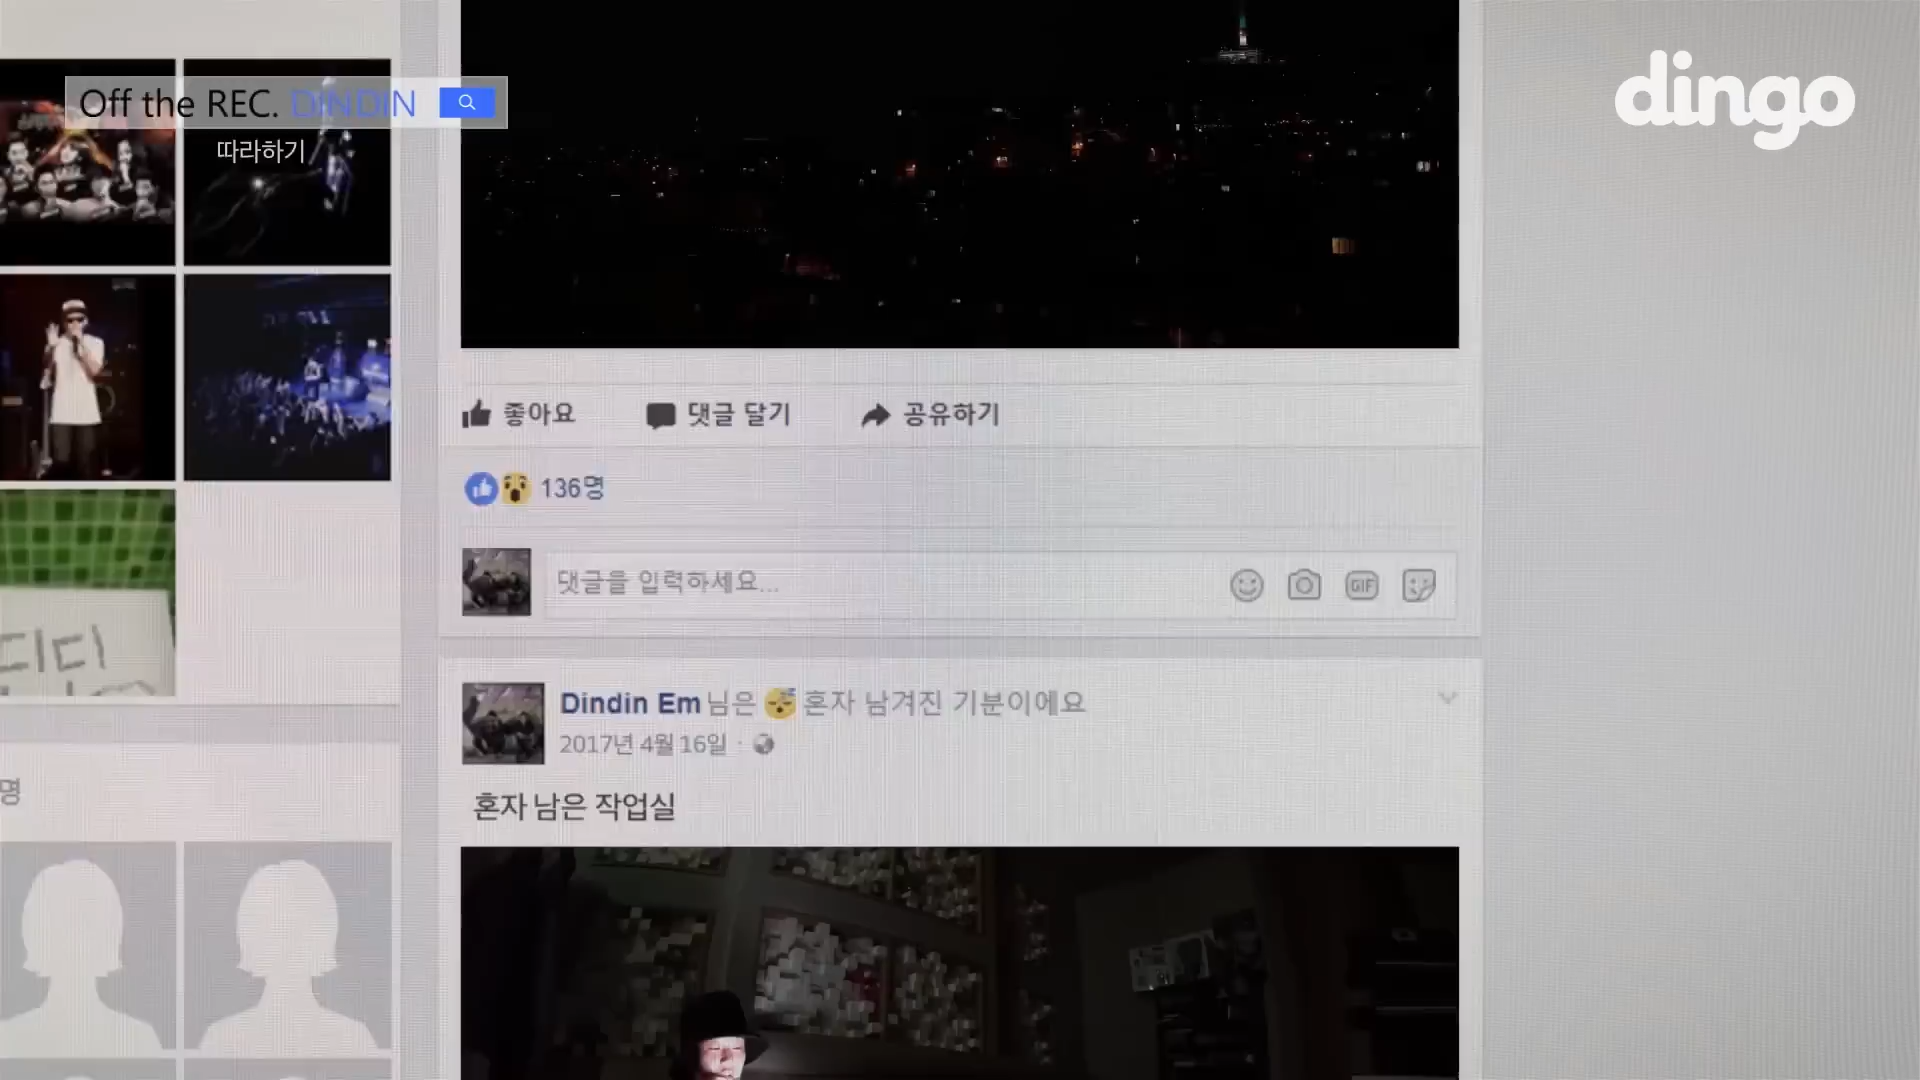 Off the REC. DINDIN
따라하기
dingo
좋아요 댓글 달기 공유하기
136명
댓글을 입력하세요...
GIF
디디
Dindin Em님은 혼자 남겨진 기분이에요
2017년 4월 16일 ·
명
혼자 남은 작업실